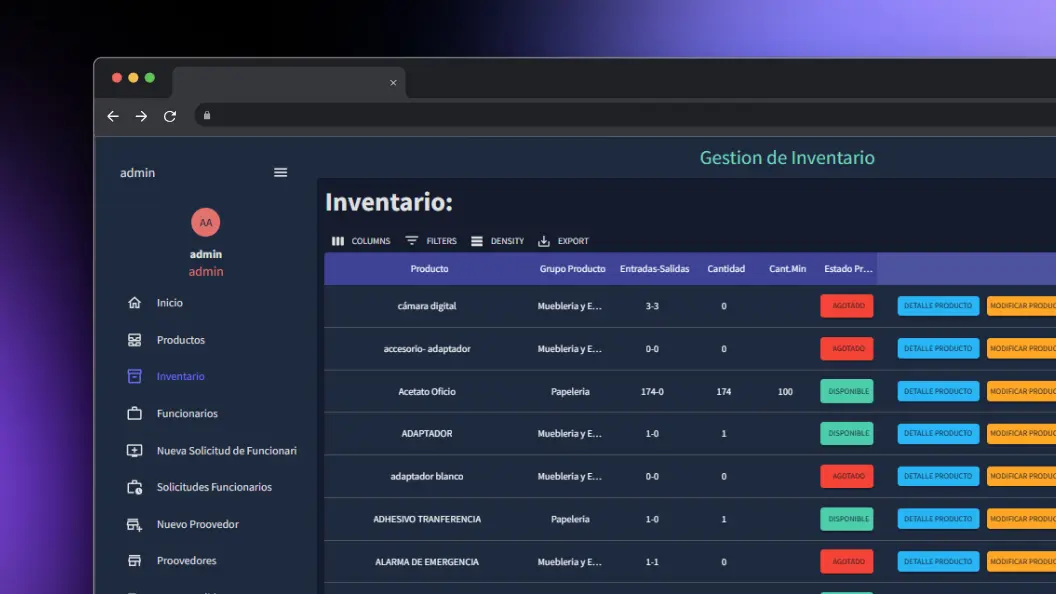 Gestion de Inventario
admin
AA
admin
admin
Inicio
Productos
Inventario
Funcionarios
Nueva Solicitud de Funcionari
Solicitudes Funcionarios
Nuevo Proovedor
Proovedores
Inventario:
COLUMNS FILTERS DENSITY EXPORT
Producto Grupo Producto Entradas-Salidas Cantidad Cant.Min Estado Pr...
cámara digital Muebleria y E... 3-3 0 AGOTADO DETALLE PRODUCTO MODIFICAR PRODUC
accesorio- adaptador Muebleria y E... 0-0 0 AGOTADO DETALLE PRODUCTO MODIFICAR PRODUC
Acetato Oficio Papeleria 174-0 174 100 DISPONIBLE DETALLE PRODUCTO MODIFICAR PRODUC
ADAPTADOR Muebleria y E... 1-0 1 DISPONIBLE DETALLE PRODUCTO MODIFICAR PRODUC
adaptador blanco Muebleria y E... 0-0 0 AGOTADO DETALLE PRODUCTO MODIFICAR PRODUC
ADHESIVO TRANFERENCIA Papeleria 1-0 1 DISPONIBLE DETALLE PRODUCTO MODIFICAR PRODUC
ALARMA DE EMERGENCIA Muebleria y E... 1-1 0 AGOTADO DETALLE PRODUCTO MODIFICAR PRODUC